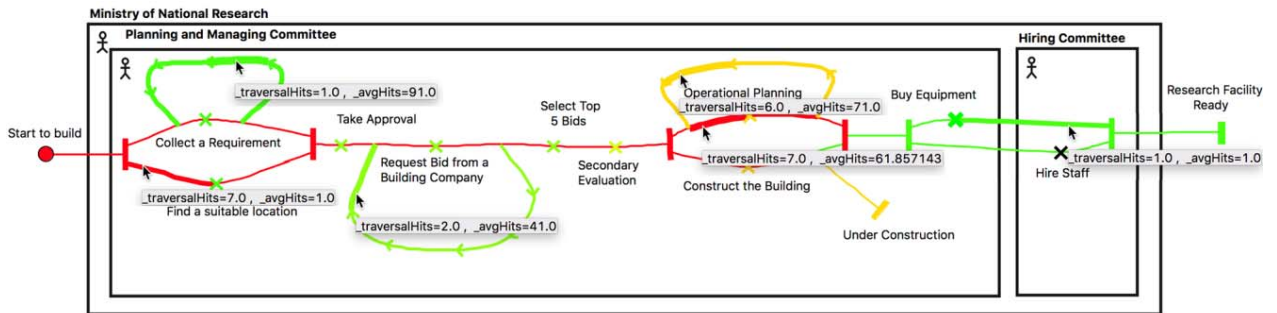 Ministry of National Research
Planning and Managing Committee
Hiring Committee
_traversalHits=1.0 , _avgHits=91.0
Operational Planning
_traversalHits=6.0 , _avgHits=71.0
Buy Equipment
Research Facility
Ready
Start to build
Collect a Requirement
Take Approval
Select Top
5 Bids
Request Bid from a
Building Company
Secondary
Evaluation
_traversalHits=7.0 , _avgHits=61.857143
_traversalHits=1.0 , _avgHits=1.0
Hire Staff
Construct the Building
_traversalHits=7.0 , _avgHits=1.0
Find a suitable location
_traversalHits=2.0 , _avgHits=41.0
Under Construction